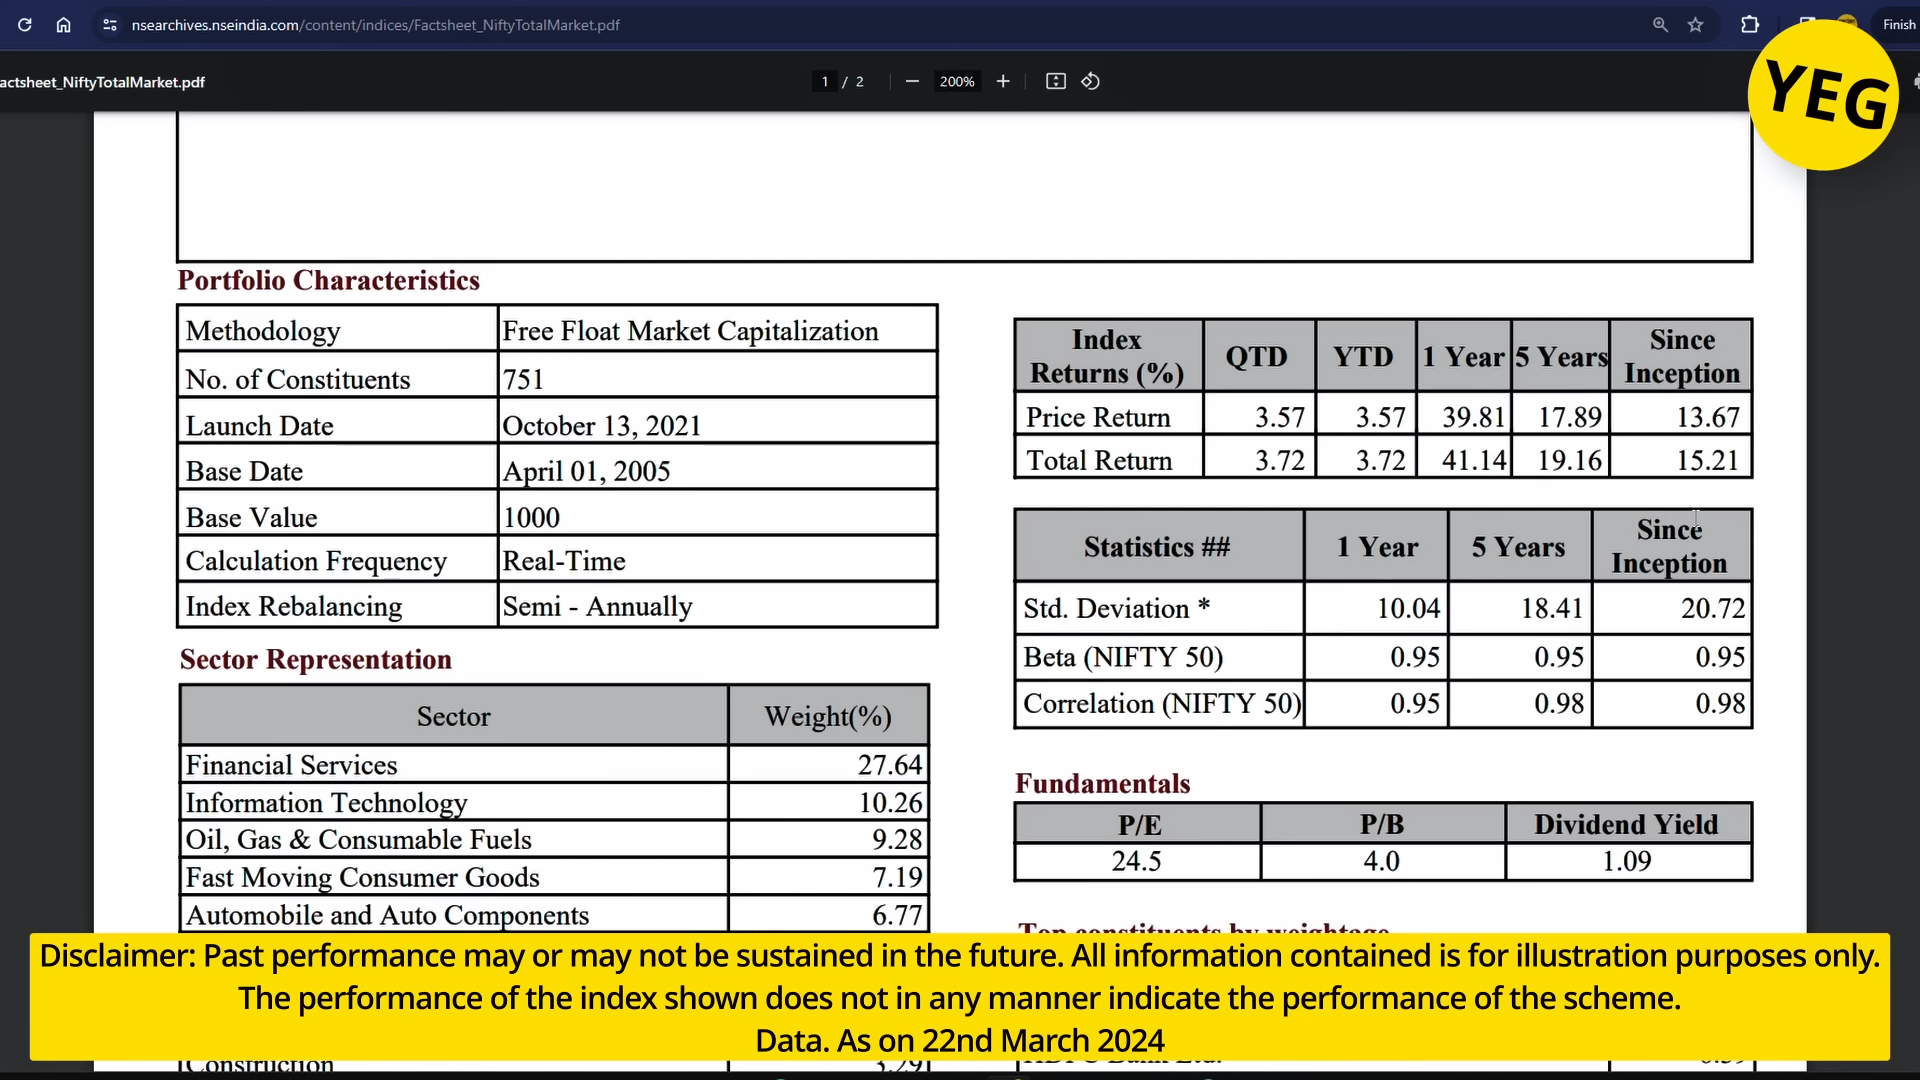 nsearchives.nseindia.com/content/indices/Factsheet_NiftyTotalMarket.pdf
Finish
actsheet_NiftyTotalMarket.pdf
1 / 2
200%
YEG
Portfolio Characteristics
Methodology Free Float Market Capitalization
No. of Constituents 751
Launch Date October 13, 2021
Base Date April 01, 2005
Base Value 1000
Calculation Frequency Real-Time
Index Rebalancing Semi - Annually
Sector Representation
Sector Weight(%)
Financial Services 27.64
Information Technology 10.26
Oil, Gas & Consumable Fuels 9.28
Fast Moving Consumer Goods 7.19
Automobile and Auto Components 6.77
Construction 3.29
Index Returns (%) QTD YTD 1 Year 5 Years Since Inception
Price Return 3.57 3.57 39.81 17.89 13.67
Total Return 3.72 3.72 41.14 19.16 15.21
Statistics ## 1 Year 5 Years Since Inception
Std. Deviation * 10.04 18.41 20.72
Beta (NIFTY 50) 0.95 0.95 0.95
Correlation (NIFTY 50) 0.95 0.98 0.98
Fundamentals
P/E P/B Dividend Yield
24.5 4.0 1.09
Top constituents by weightage
Disclaimer: Past performance may or may not be sustained in the future. All information contained is for illustration purposes only.
The performance of the index shown does not in any manner indicate the performance of the scheme.
Data. As on 22nd March 2024